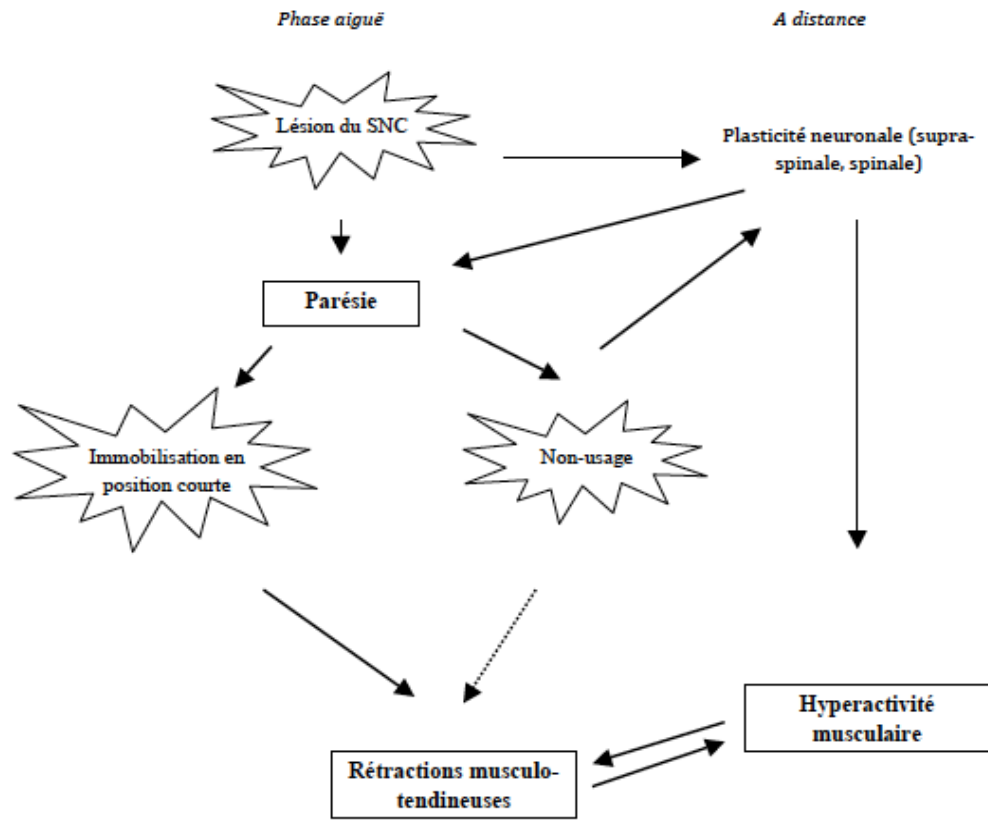 Phase aiguë
A distance
Lésion du SNC
Plasticité neuronale (supra-
spinale, spinale)
Parésie
Immobilisation en
position courte
Non-usage
Hyperactivité
musculaire
Rétractions musculo-
tendineuses